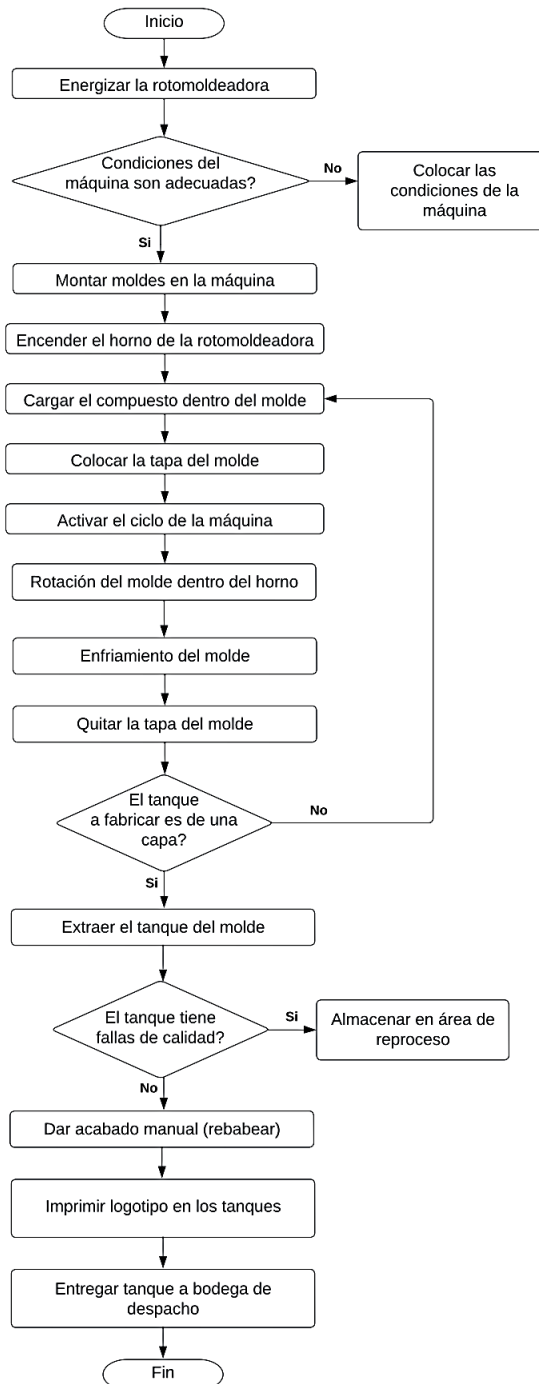 Inicio
Energizar la rotomoldeadora
Condiciones del
máquina son adecuadas?
No
Colocar las
condiciones de la
máquina
Si
Montar moldes en la máquina
Encender el horno de la rotomoldeadora
Cargar el compuesto dentro del molde
Colocar la tapa del molde
Activar el ciclo de la máquina
Rotación del molde dentro del horno
Enfriamiento del molde
Quitar la tapa del molde
El tanque
a fabricar es de una
capa?
No
Si
Extraer el tanque del molde
El tanque tiene
fallas de calidad?
Si
Almacenar en área de
reproceso
No
Dar acabado manual (rebabear)
Imprimir logotipo en los tanques
Entregar tanque a bodega de
despacho
Fin